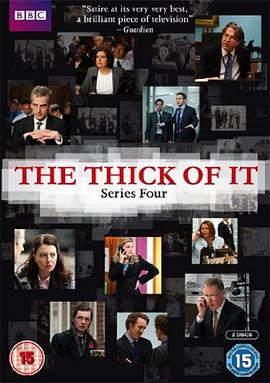 BBC
"Satire at its very very best,
a brilliant piece of television"
– Guardian
THE THICK OF IT
Series Four
2 DISCS
15
15